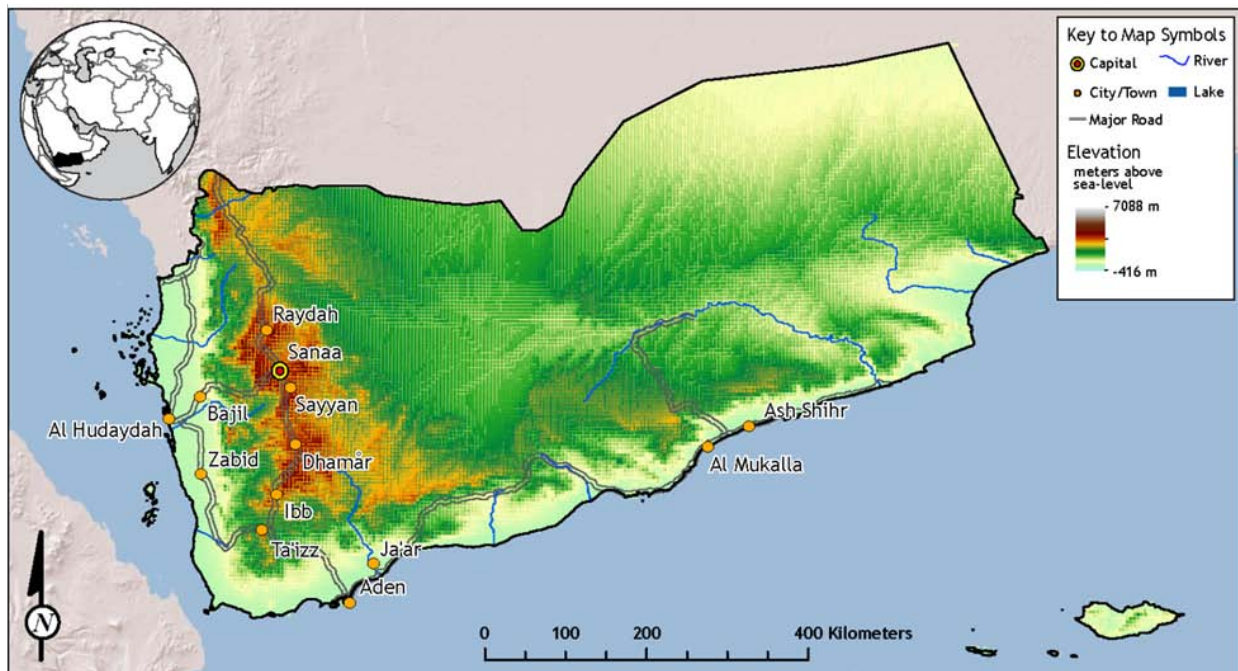 Key to Map Symbols
Capital
River
City/Town
Lake
Major Road
Elevation
meters above
sea-level
7088 m
-416 m
Raydah
Sanaa
Sayyan
Bajil
Al Hudaydah
Ash Shihr
Dhamar
Al Mukalla
Zabid
Ibb
Ta'izz
Ja'ar
Aden
N
0 100 200 400 Kilometers